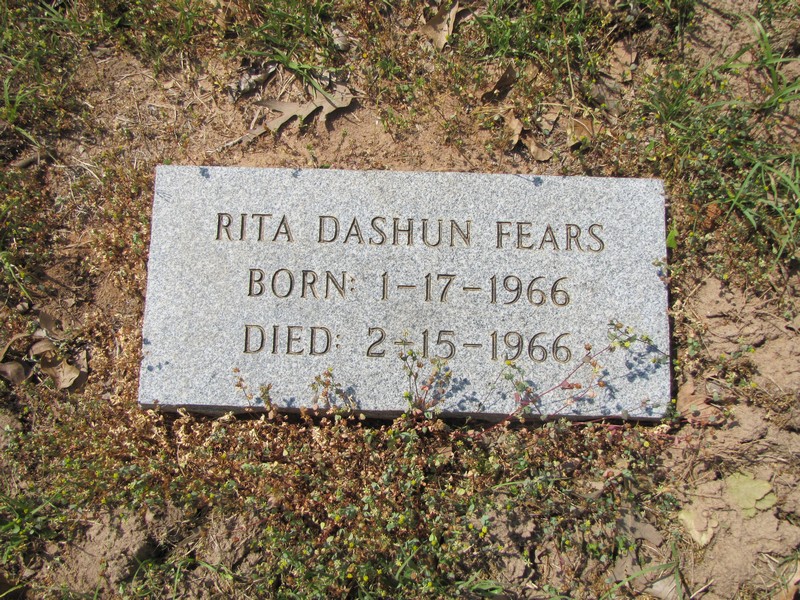 RITA DASHUN FEARS
BORN: 1-17-1966
DIED: 2-15-1966